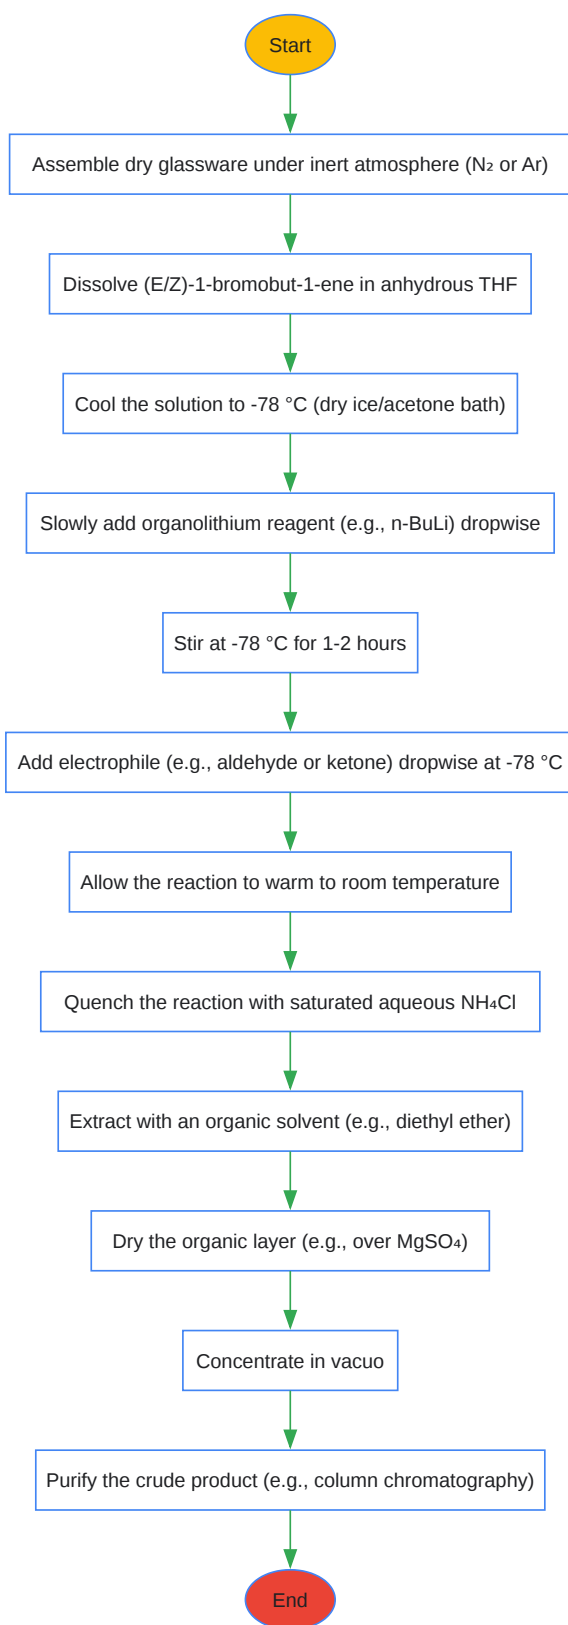 Start
Assemble dry glassware under inert atmosphere (N₂ or Ar)
Dissolve (E/Z)-1-bromobut-1-ene in anhydrous THF
Cool the solution to -78 °C (dry ice/acetone bath)
Slowly add organolithium reagent (e.g., n-BuLi) dropwise
Stir at -78 °C for 1-2 hours
Add electrophile (e.g., aldehyde or ketone) dropwise at -78 °C
Allow the reaction to warm to room temperature
Quench the reaction with saturated aqueous NH₄Cl
Extract with an organic solvent (e.g., diethyl ether)
Dry the organic layer (e.g., over MgSO₄)
Concentrate in vacuo
Purify the crude product (e.g., column chromatography)
End